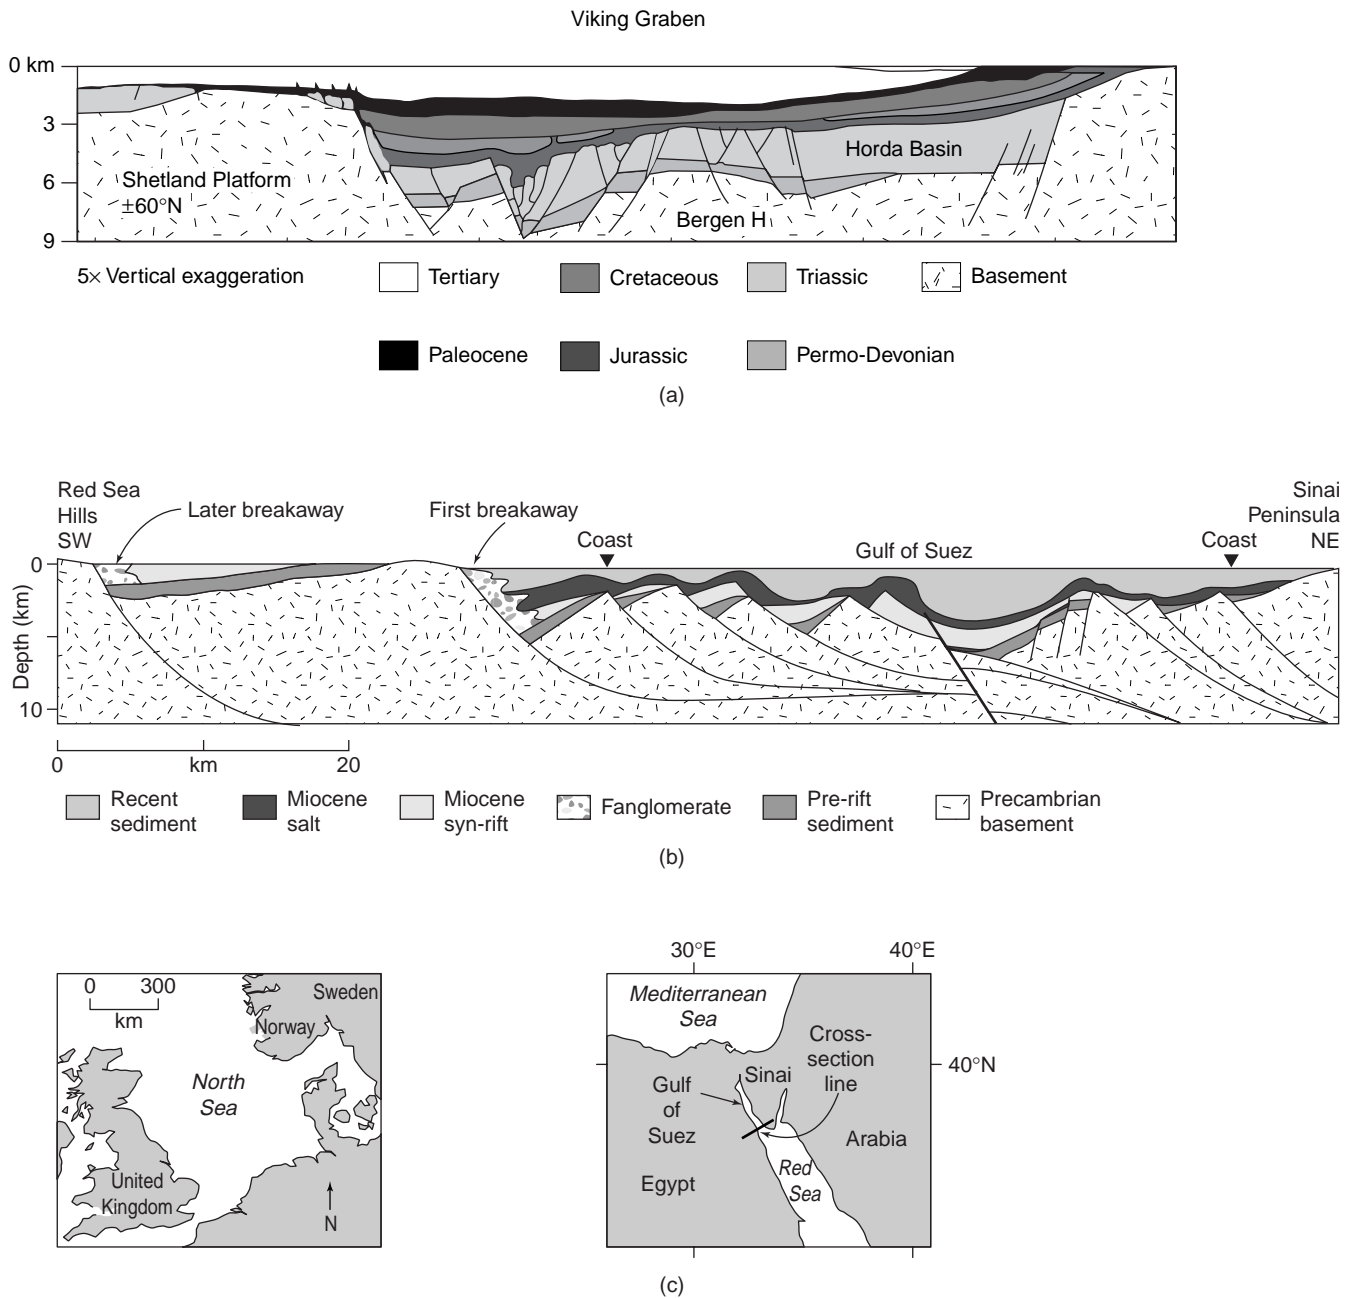 Viking Graben
0 km
3
6
9
Shetland Platform
±60°N
Horda Basin
Bergen H
5× Vertical exaggeration
Tertiary
Cretaceous
Triassic
Basement
Paleocene
Jurassic
Permo-Devonian
(a)
Red Sea
Hills
SW
Later breakaway
First breakaway
Coast
Gulf of Suez
Coast
Sinai
Peninsula
NE
0
10
Depth (km)
0
km
20
Recent
sediment
Miocene
salt
Miocene
syn-rift
Fanglomerate
Pre-rift
sediment
Precambrian
basement
(b)
0
300
km
Sweden
Norway
North
Sea
United
Kingdom
N
30°E
40°E
Mediterranean
Sea
Cross-
section
line
40°N
Sinai
Gulf
of
Suez
Arabia
Egypt
Red
Sea
(c)